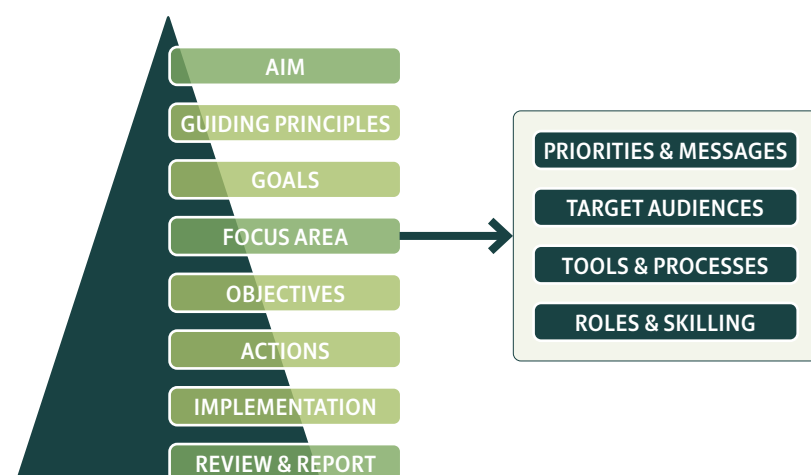 AIM
GUIDING PRINCIPLES
GOALS
FOCUS AREA
OBJECTIVES
ACTIONS
IMPLEMENTATION
REVIEW & REPORT
PRIORITIES & MESSAGES
TARGET AUDIENCES
TOOLS & PROCESSES
ROLES & SKILLING